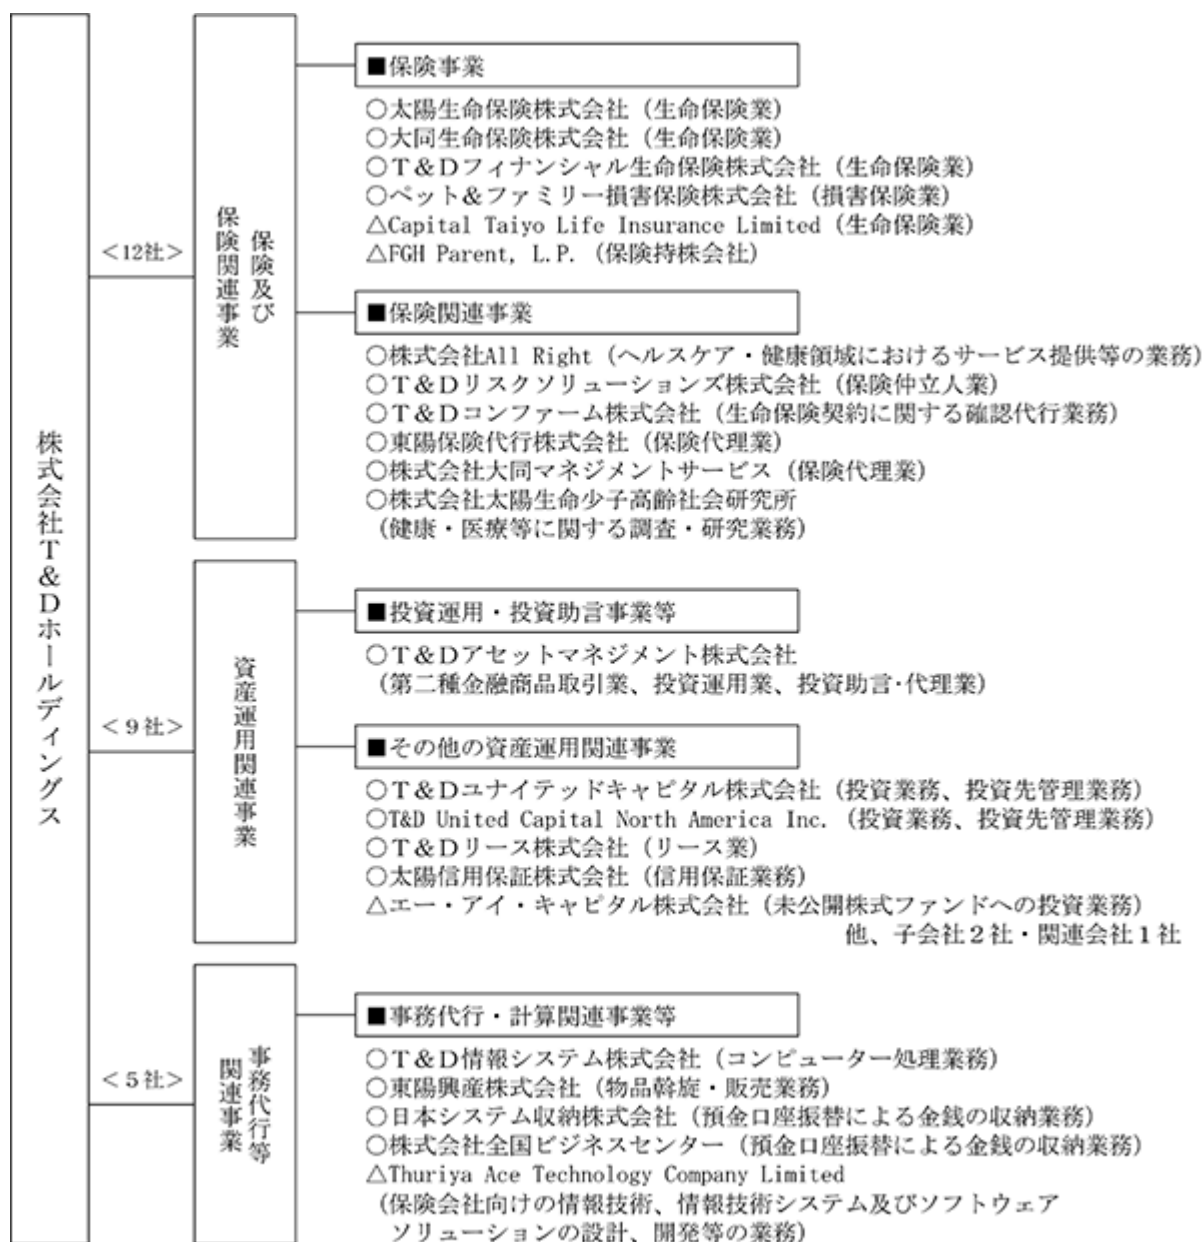 株式会社T＆Dホールディングス
＜12社＞
保険及び
保険関連事業
■保険事業
○太陽生命保険株式会社（生命保険業）
○大同生命保険株式会社（生命保険業）
○T＆Dフィナンシャル生命保険株式会社（生命保険業）
○ペット＆ファミリー損害保険株式会社（損害保険業）
△Capital Taiyo Life Insurance Limited（生命保険業）
△FGH Parent, L.P.（保険持株会社）
■保険関連事業
○株式会社All Right（ヘルスケア・健康領域におけるサービス提供等の業務）
○T＆Dリスクソリューションズ株式会社（保険仲立人業）
○T＆Dコンファーム株式会社（生命保険契約に関する確認代行業務）
○東陽保険代行株式会社（保険代理業）
○株式会社大同マネジメントサービス（保険代理業）
○株式会社太陽生命少子高齢社会研究所
（健康・医療等に関する調査・研究業務）
＜9社＞
資産運用関連事業
■投資運用・投資助言事業等
○T＆Dアセットマネジメント株式会社
（第二種金融商品取引業、投資運用業、投資助言・代理業）
■その他の資産運用関連事業
○T＆Dユナイテッドキャピタル株式会社（投資業務、投資先管理業務）
○T&D United Capital North America Inc.（投資業務、投資先管理業務）
○T＆Dリース株式会社（リース業）
○太陽信用保証株式会社（信用保証業務）
△エー・アイ・キャピタル株式会社（未公開株式ファンドへの投資業務）
他、子会社2社・関連会社1社
＜5社＞
事務代行等
関連事業
■事務代行・計算関連事業等
○T＆D情報システム株式会社（コンピューター処理業務）
○東陽興産株式会社（物品斡旋・販売業務）
○日本システム収納株式会社（預金口座振替による金銭の収納業務）
○株式会社全国ビジネスセンター（預金口座振替による金銭の収納業務）
△Thuriya Ace Technology Company Limited
（保険会社向けの情報技術、情報技術システム及びソフトウェア
ソリューションの設計、開発等の業務）